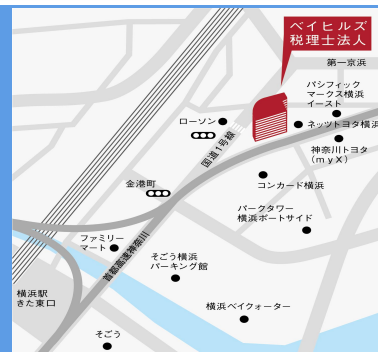 ベイヒルズ
税理士法人
第一京浜
パシフィック
マークス横浜
イースト
ローソン
ネッツトヨタ横浜
国道1号線
神奈川トヨタ
(myX)
金港町
コンカード横浜
パークタワー
横浜ポートサイド
ファミリー
マート
首都高速神奈川
そごう横浜
パーキング館
横浜駅
きた東口
横浜ベイクォーター
そごう